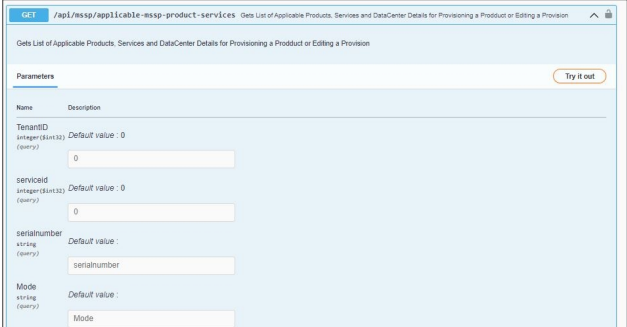 GET /api/mssp/applicable-mssp-product-services Gets List of Applicable Products, Services and DataCenter Details for Provisioning a Prodduct or Editing a Provision
Gets List of Applicable Products, Services and DataCenter Details for Provisioning a Prodduct or Editing a Provision
Parameters
Try it out
Name Description
TenantID
integer($int32) Default value : 0
(query)
0
serviceid
integer($int32) Default value : 0
(query)
0
serialnumber
string Default value :
(query)
serialnumber
Mode
string Default value :
(query)
Mode